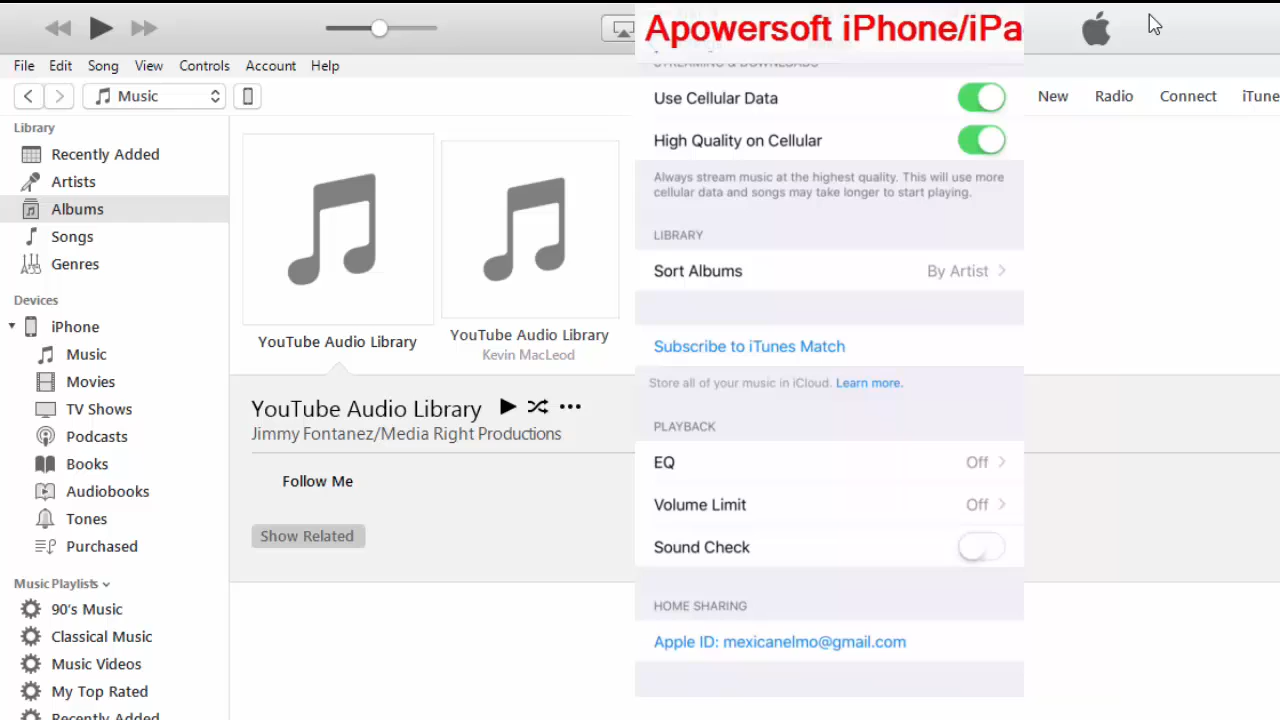 Apowersoft iPhone/iPa
File Edit Song View Controls Account Help
Music
New Radio Connect iTune
Library
Recently Added
Artists
Albums
Songs
Genres
Devices
iPhone
Music
Movies
TV Shows
Podcasts
Books
Audiobooks
Tones
Purchased
Music Playlists
90's Music
Classical Music
Music Videos
My Top Rated
Recently Added
YouTube Audio Library
YouTube Audio Library
Kevin MacLeod
YouTube Audio Library
Jimmy Fontanez/Media Right Productions
Follow Me
Show Related
STREAMING & DOWNLOADS
Use Cellular Data
High Quality on Cellular
Always stream music at the highest quality. This will use more
cellular data and songs may take longer to start playing.
LIBRARY
Sort Albums By Artist
Subscribe to iTunes Match
Store all of your music in iCloud. Learn more.
PLAYBACK
EQ Off
Volume Limit Off
Sound Check
HOME SHARING
Apple ID: mexicanelmo@gmail.com